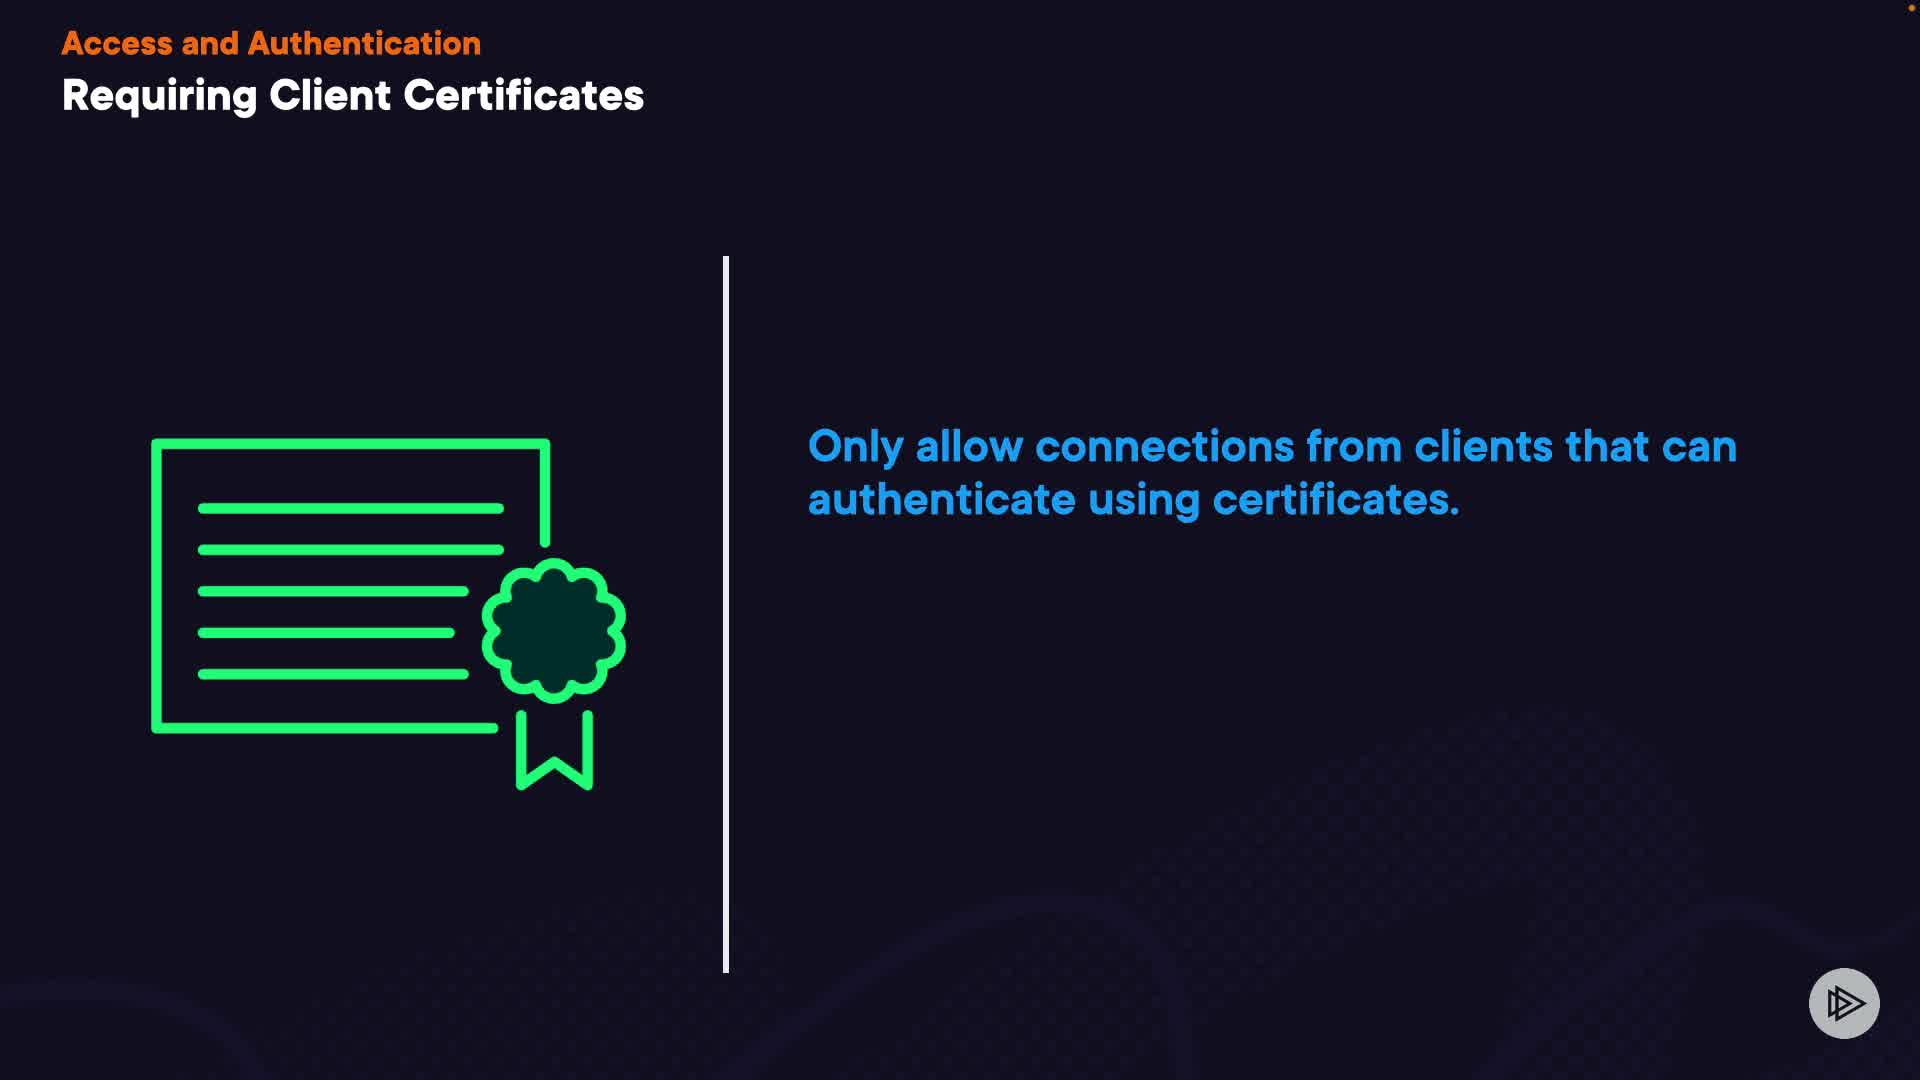 Access and Authentication
Requiring Client Certificates
Only allow connections from clients that can
authenticate using certificates.